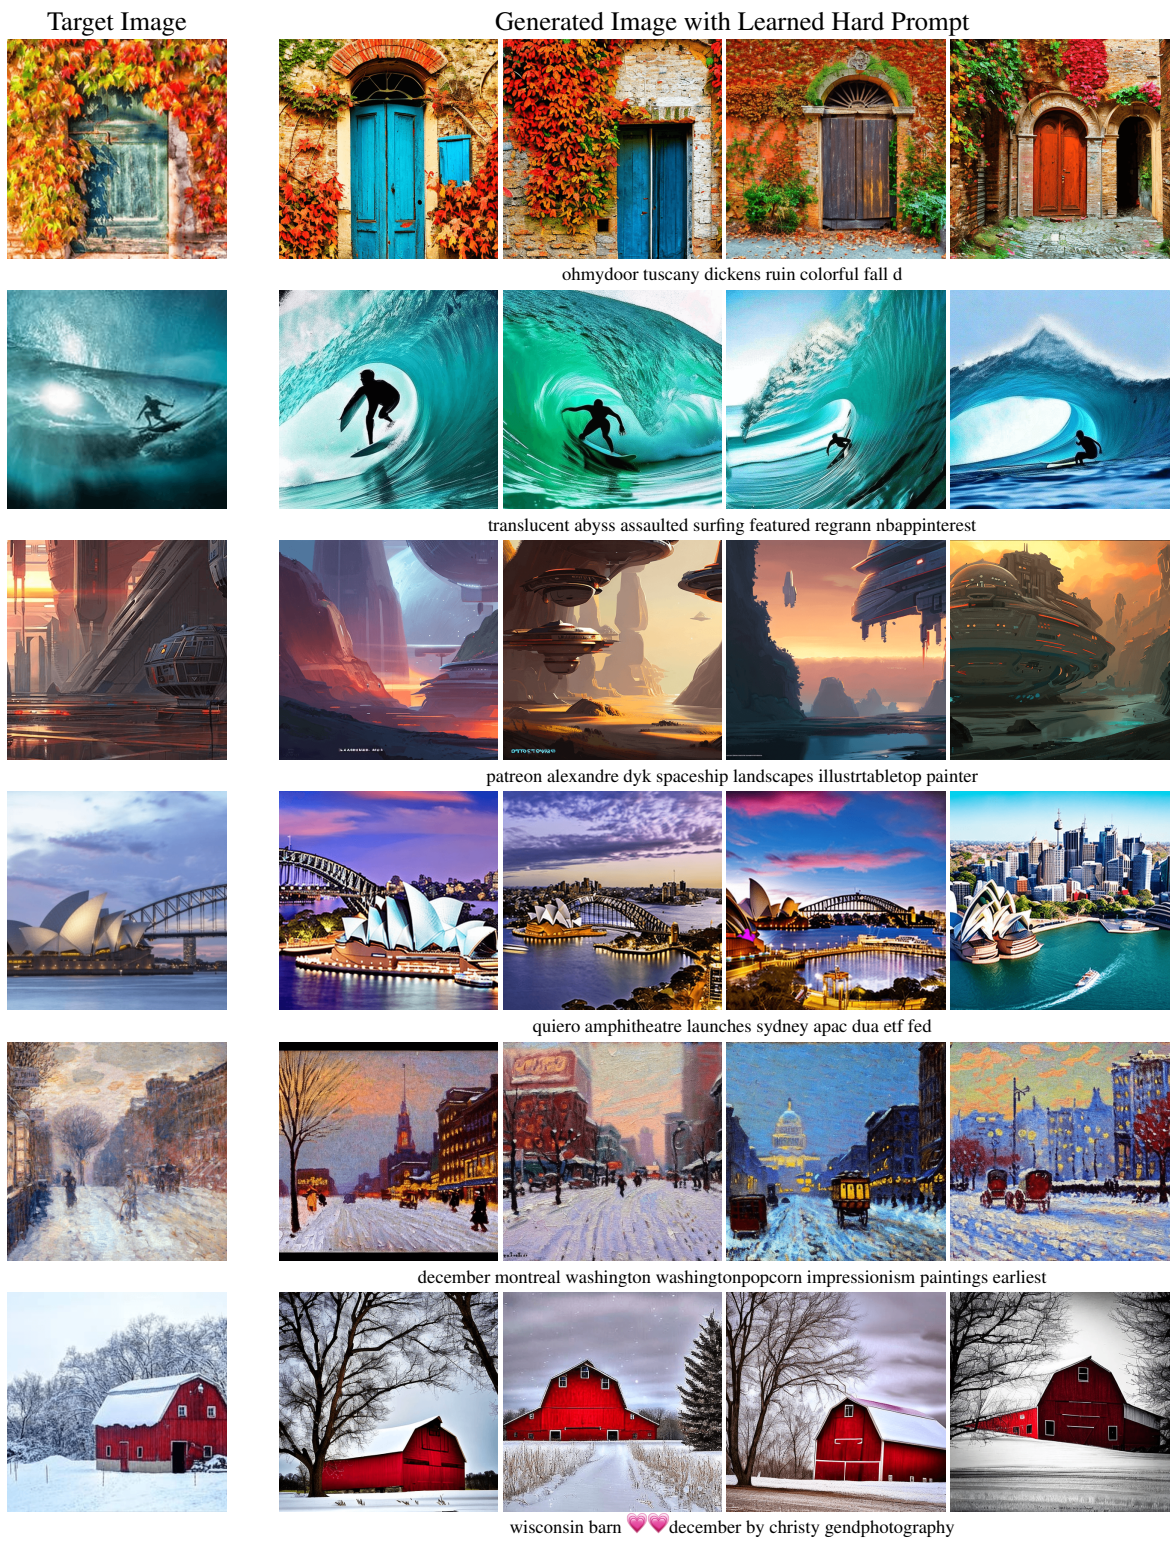 Target Image
Generated Image with Learned Hard Prompt
ohmydoor tuscany dickens ruin colorful fall d
translucent abyss assaulted surfing featured regrann nbappinterest
patreon alexandre dyk spaceship landscapes illustrtabletop painter
quiero amphitheatre launches sydney apac dua etf fed
december montreal washington washingtonpopcorn impressionism paintings earliest
wisconsin barn 💗💗december by christy gendphotography